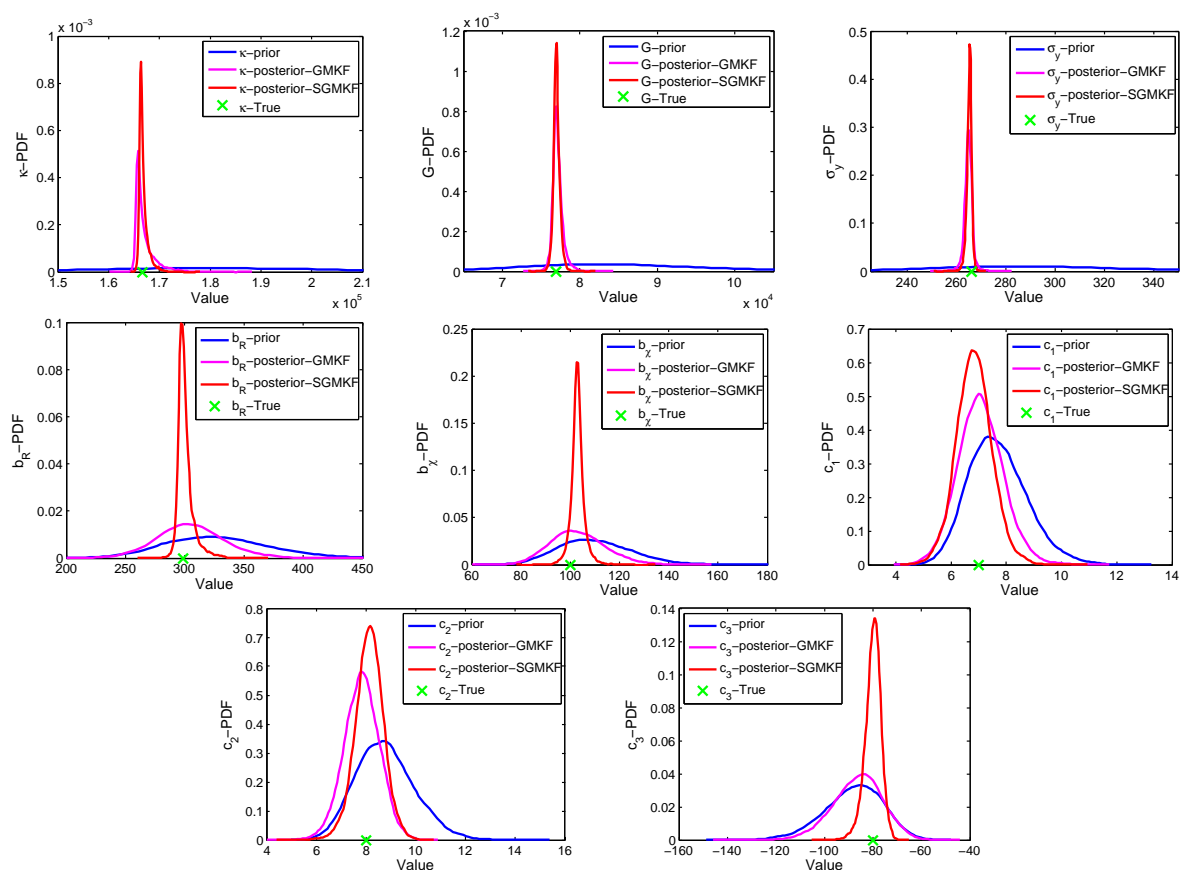 x 10⁻³
κ−PDF
1
0.8
0.6
0.4
0.2
0
κ−prior
κ−posterior−GMKF
κ−posterior−SGMKF
κ−True
1.5 1.6 1.7 1.8 1.9 2 2.1
Value
x 10⁵
x 10⁻³
G−PDF
1.2
1
0.8
0.6
0.4
0.2
0
G−prior
G−posterior−GMKF
G−posterior−SGMKF
G−True
7 8 9 10
Value
x 10⁴
σy−PDF
0.5
0.4
0.3
0.2
0.1
0
σy−prior
σy−posterior−GMKF
σy−posterior−SGMKF
σy−True
240 260 280 300 320 340
Value
bR−PDF
0.1
0.08
0.06
0.04
0.02
0
bR−prior
bR−posterior−GMKF
bR−posterior−SGMKF
bR−True
200 250 300 350 400 450
Value
bχ−PDF
0.25
0.2
0.15
0.1
0.05
0
bχ−prior
bχ−posterior−GMKF
bχ−posterior−SGMKF
bχ−True
60 80 100 120 140 160 180
Value
c1−PDF
0.7
0.6
0.5
0.4
0.3
0.2
0.1
0
c1−prior
c1−posterior−GMKF
c1−posterior−SGMKF
c1−True
4 6 8 10 12 14
Value
c2−PDF
0.8
0.7
0.6
0.5
0.4
0.3
0.2
0.1
0
c2−prior
c2−posterior−GMKF
c2−posterior−SGMKF
c2−True
4 6 8 10 12 14 16
Value
c3−PDF
0.14
0.12
0.1
0.08
0.06
0.04
0.02
0
c3−prior
c3−posterior−GMKF
c3−posterior−SGMKF
c3−True
−160 −140 −120 −100 −80 −60 −40
Value